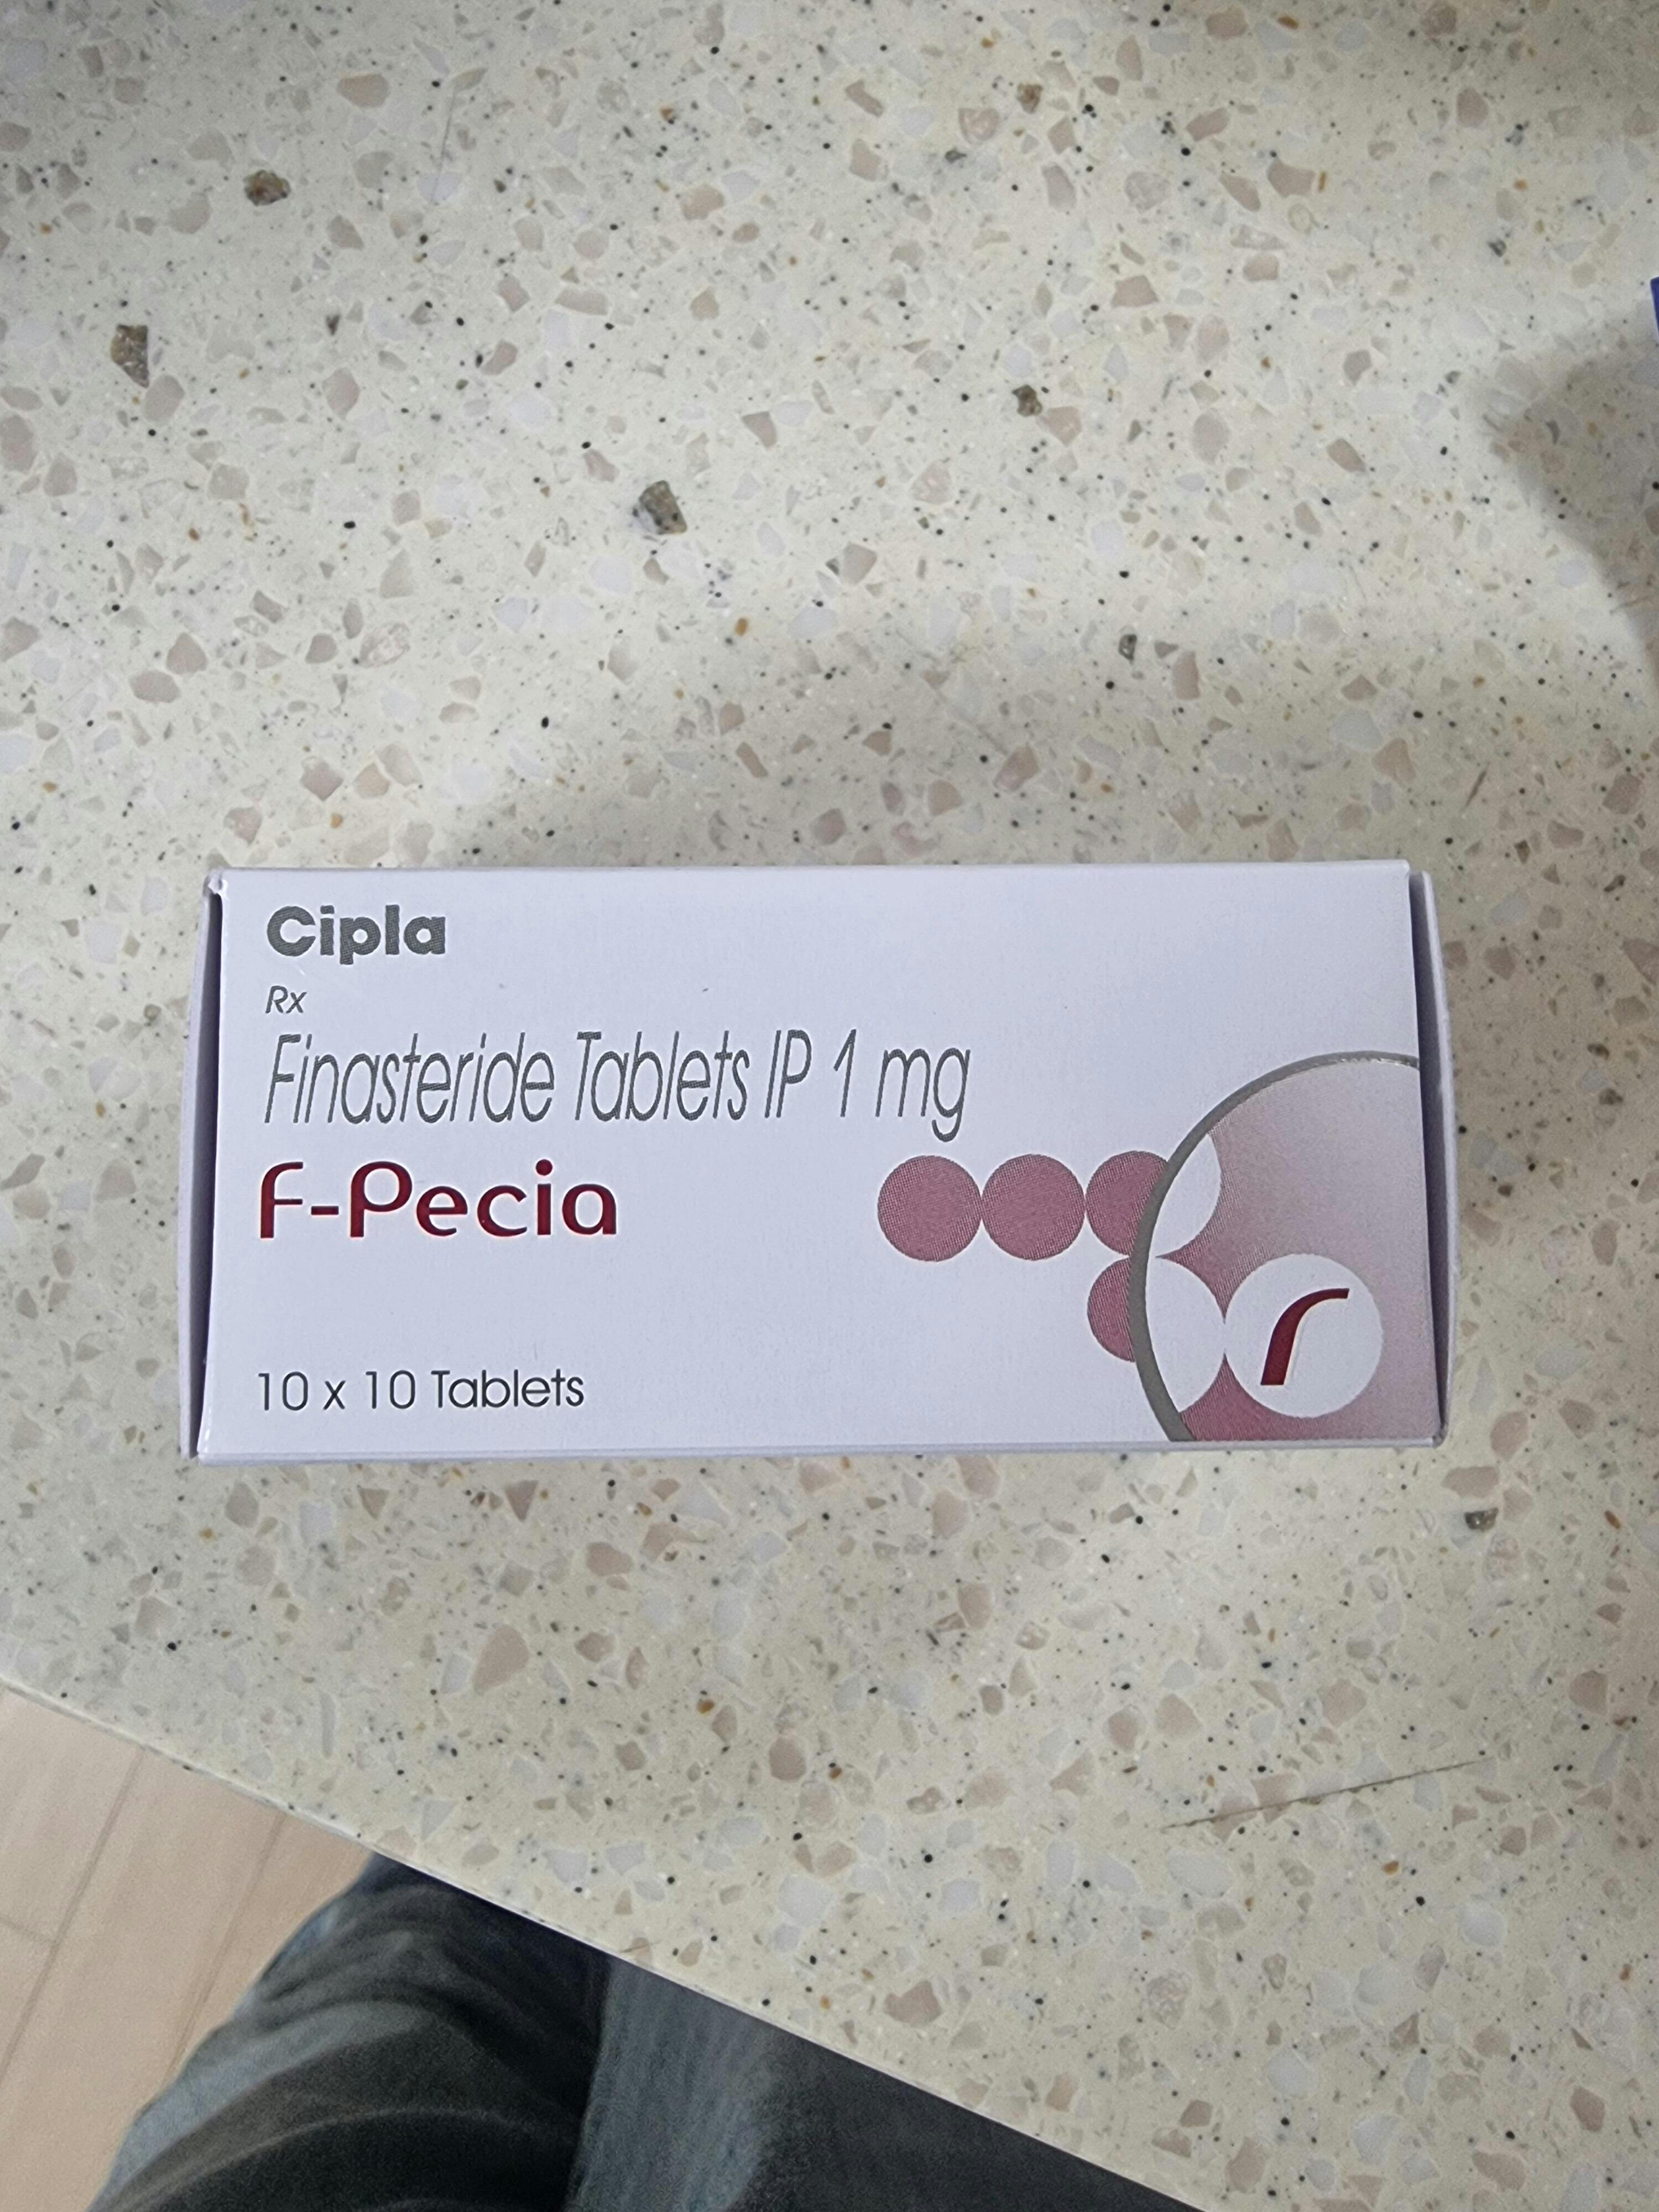 Cipla
Rx
Finasteride Tablets IP 1 mg
F-Pecia
10 x 10 Tablets